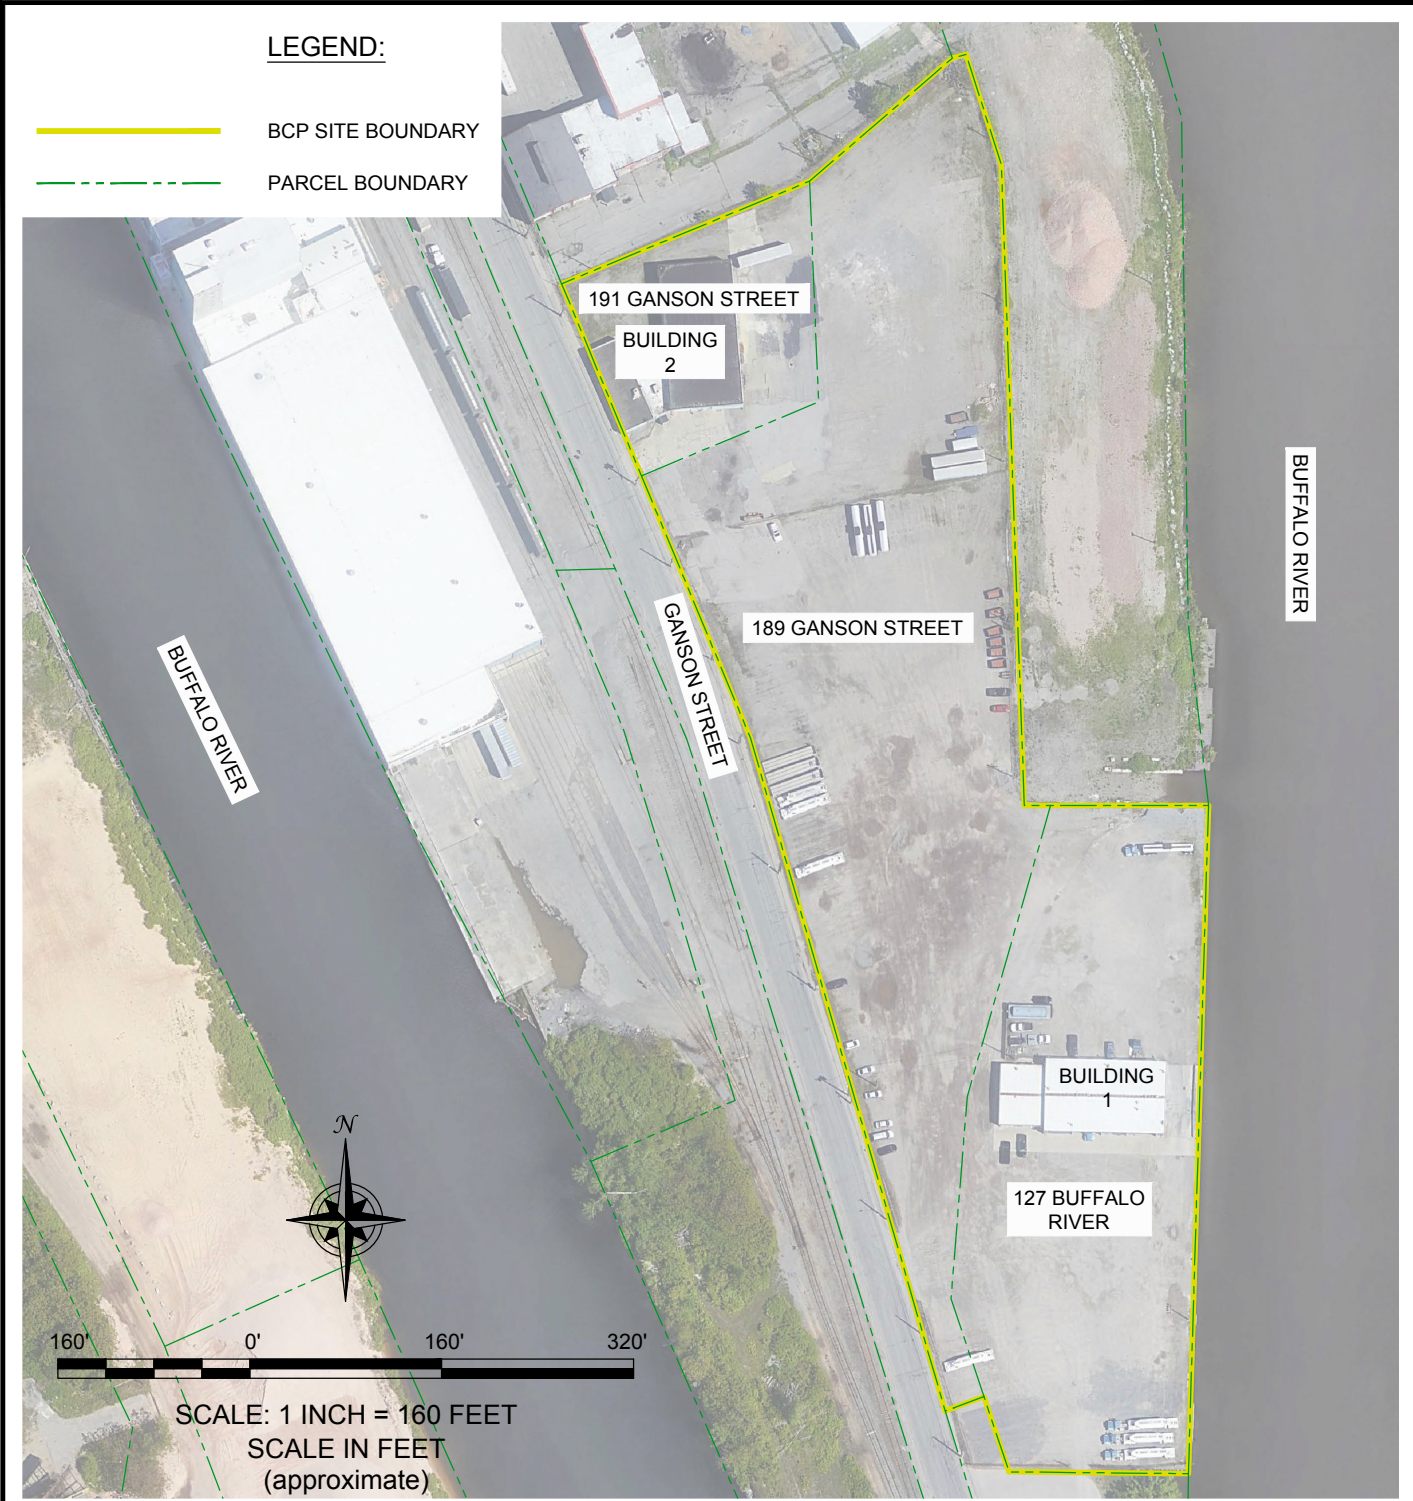 LEGEND:
BCP SITE BOUNDARY
PARCEL BOUNDARY
191 GANSON STREET
BUILDING
2
BUFFALO RIVER
189 GANSON STREET
GANSON STREET
BUFFALO RIVER
BUILDING
1
127 BUFFALO
RIVER
N
160' 0' 160' 320'
SCALE: 1 INCH = 160 FEET
SCALE IN FEET
(approximate)